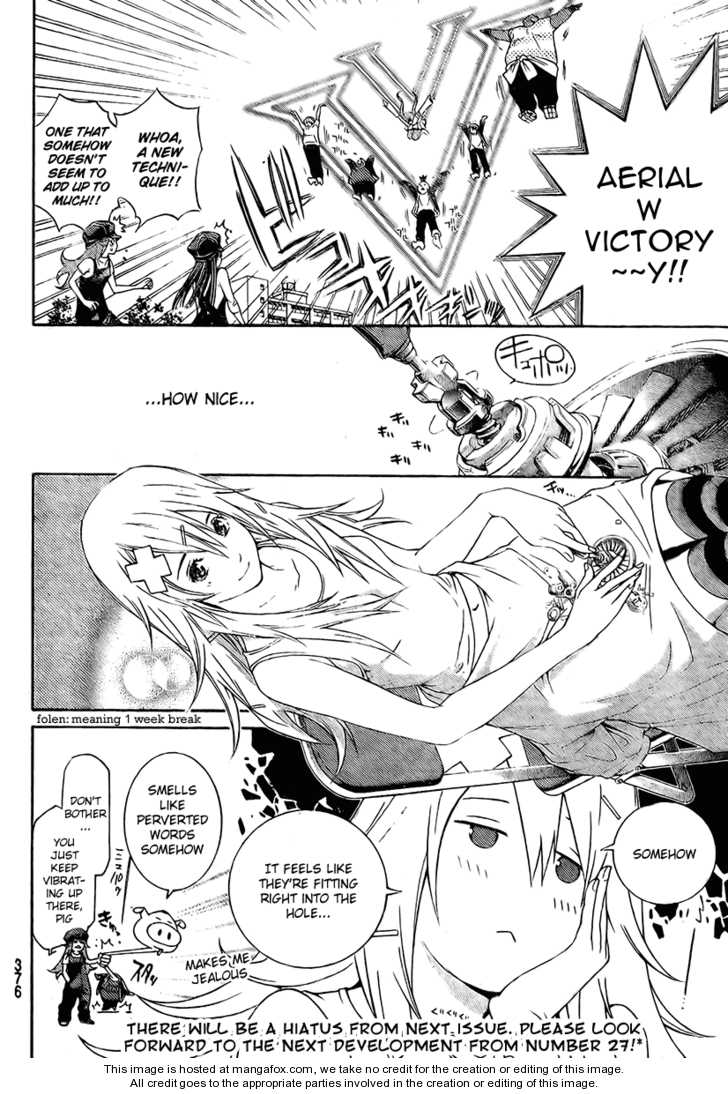 AERIAL
W
VICTORY
~~Y!!
WHOA,
A NEW
TECHNI-
QUE!!
ONE THAT
SOMEHOW
DOESN'T
SEEM TO
ADD UP TO
MUCH!!
キュポッ
...HOW NICE...
folen: meaning 1 week break
SOMEHOW
IT FEELS LIKE
THEY'RE FITTING
RIGHT INTO THE
HOLE...
MAKES ME
JEALOUS
SMELLS
LIKE
PERVERTED
WORDS
SOMEHOW
DON'T
BOTHER
...
YOU
JUST
KEEP
VIBRAT-
ING UP
THERE,
PIG
376
THERE WILL BE A HIATUS FROM NEXT ISSUE. PLEASE LOOK
FORWARD TO THE NEXT DEVELOPMENT FROM NUMBER 27!*
This image is hosted at mangafox.com, we take no credit for the creation or editing of this image.
All credit goes to the appropriate parties involved in the creation or editing of this image.